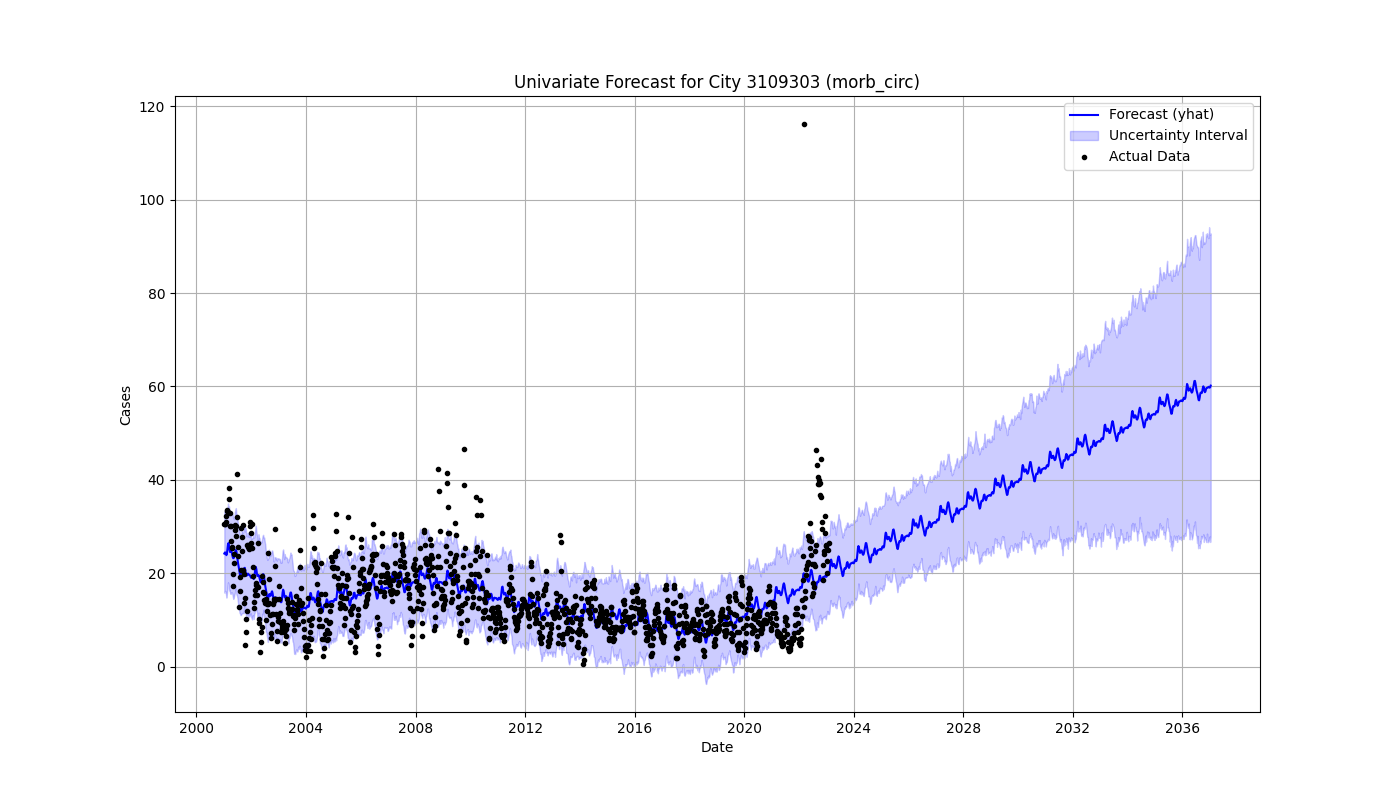 Univariate Forecast for City 3109303 (morb_circ)
Forecast (yhat)
Uncertainty Interval
Actual Data
Cases
120
100
80
60
40
20
0
2000 2004 2008 2012 2016 2020 2024 2028 2032 2036
Date